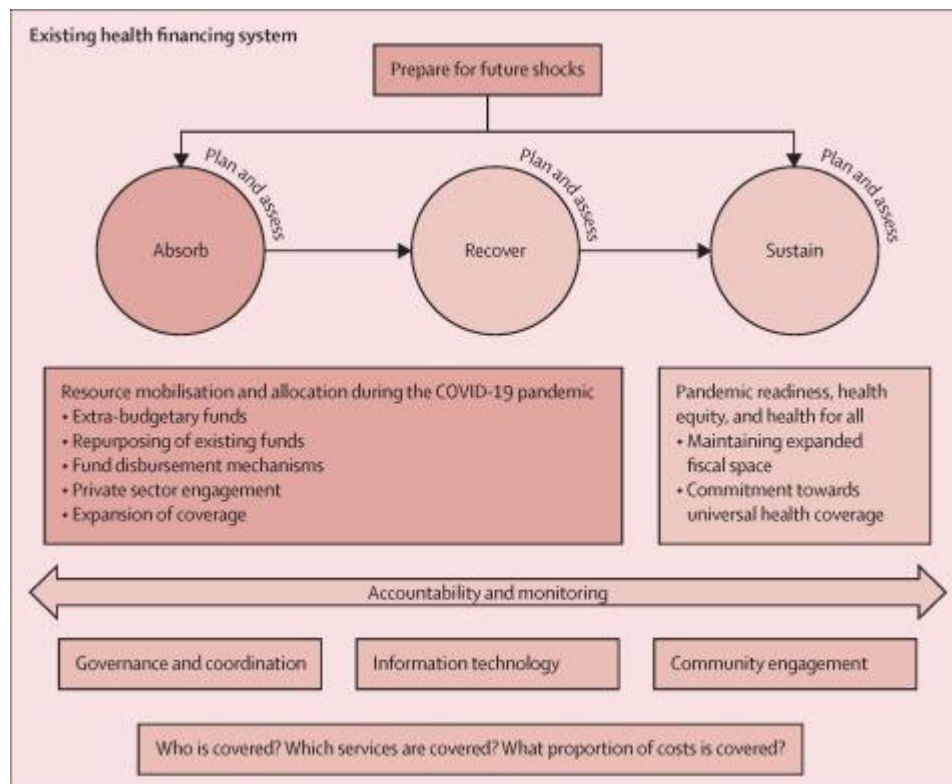 Existing health financing system
Prepare for future shocks
Plan and assess
Plan and assess
Plan and assess
Absorb
Recover
Sustain
Resource mobilisation and allocation during the COVID-19 pandemic
• Extra-budgetary funds
• Repurposing of existing funds
• Fund disbursement mechanisms
• Private sector engagement
• Expansion of coverage
Pandemic readiness, health
equity, and health for all
• Maintaining expanded
fiscal space
• Commitment towards
universal health coverage
Accountability and monitoring
Governance and coordination
Information technology
Community engagement
Who is covered? Which services are covered? What proportion of costs is covered?